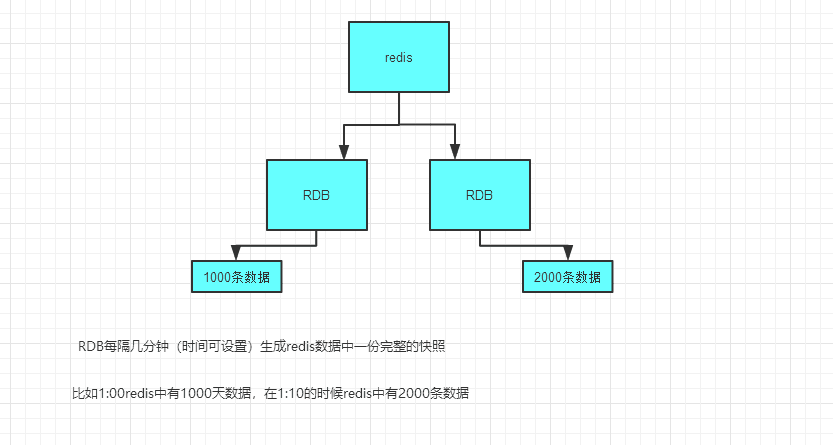 redis
RDB
RDB
1000条数据
2000条数据
RDB每隔几分钟（时间可设置）生成redis数据中一份完整的快照
比如1:00redis中有1000天数据，在1:10的时候redis中有2000条数据